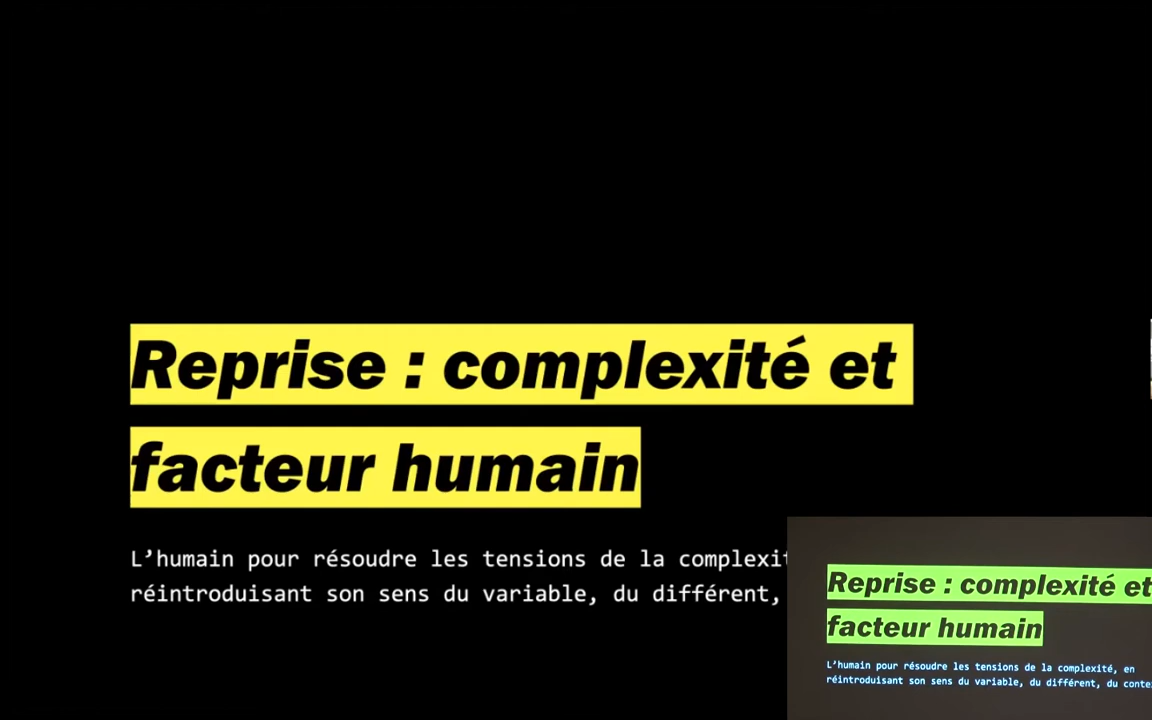 Reprise : complexité et
facteur humain
L’humain pour résoudre les tensions de la
réintroduisant son sens du variable, du différent,
Reprise : complexité et
facteur humain
L’humain pour résoudre les tensions de la complexité, en
réintroduisant son sens du variable, du différent, du